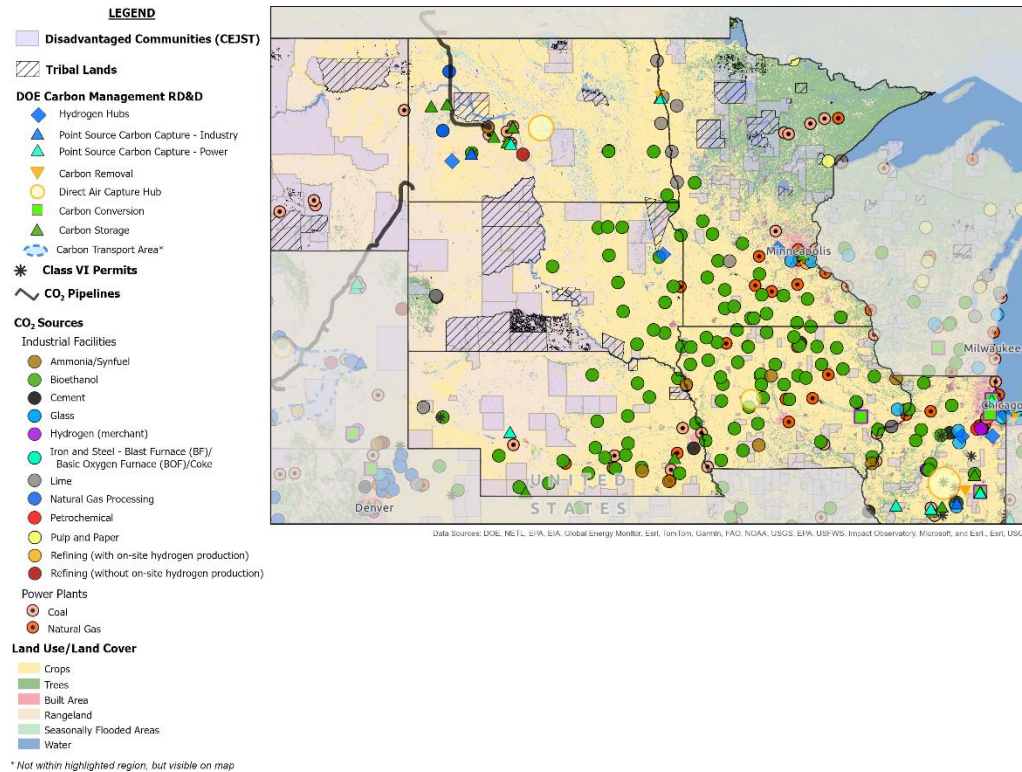 LEGEND
Disadvantaged Communities (CEJST)
Tribal Lands
DOE Carbon Management RD&D
Hydrogen Hubs
Point Source Carbon Capture - Industry
Point Source Carbon Capture - Power
Carbon Removal
Direct Air Capture Hub
Carbon Conversion
Carbon Storage
Carbon Transport Area*
Class VI Permits
CO₂ Pipelines
CO₂ Sources
Industrial Facilities
Ammonia/Synfuel
Bioethanol
Cement
Glass
Hydrogen (merchant)
Iron and Steel - Blast Furnace (BF)/
Basic Oxygen Furnace (BOF)/Coke
Lime
Natural Gas Processing
Petrochemical
Pulp and Paper
Refining (with on-site hydrogen production)
Refining (without on-site hydrogen production)
Power Plants
Coal
Natural Gas
Land Use/Land Cover
Crops
Trees
Built Area
Rangeland
Seasonally Flooded Areas
Water
* Not within highlighted region, but visible on map
Minneapolis
Milwaukee
Chicago
Denver
UNITED
STATES
Data Sources: DOE, NETL, EPA, EIA, Global Energy Monitor, Esri, TomTom, Garmin, FAO, NOAA, USGS, EPA, USFWS, Impact Observatory, Microsoft, and Esri., Esri, USG